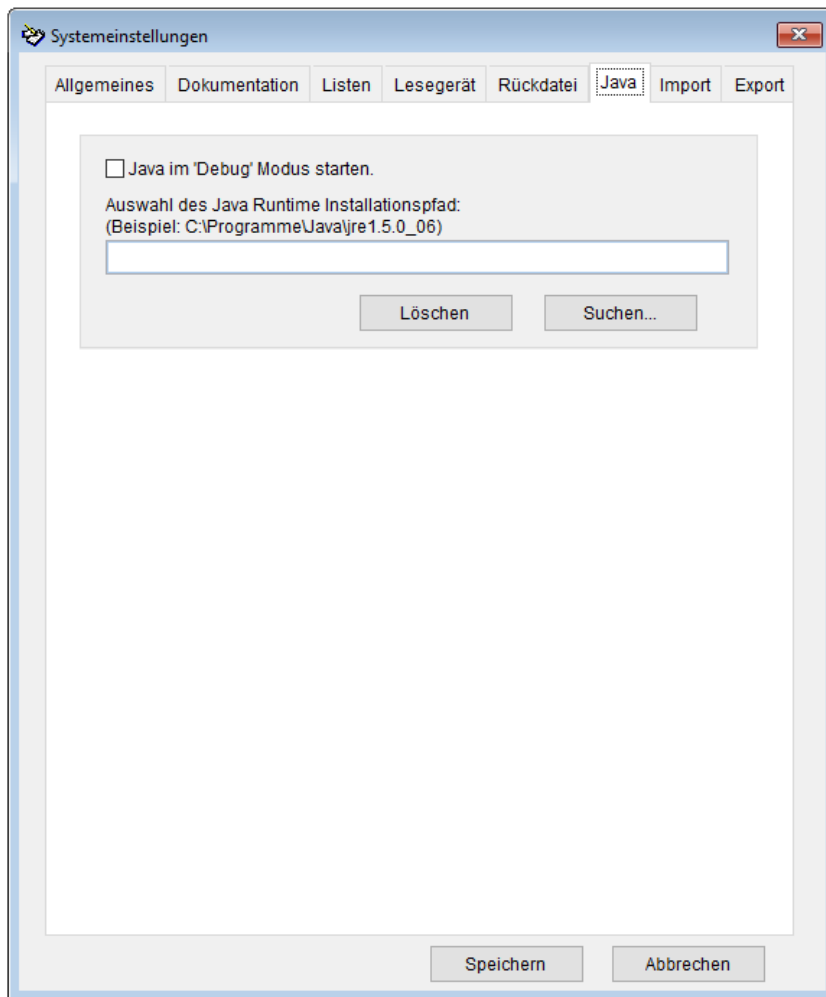 Systemeinstellungen
Allgemeines Dokumentation Listen Lesegerät Rückdatei Java Import Export
Java im 'Debug' Modus starten.
Auswahl des Java Runtime Installationspfad:
(Beispiel: C:\Programme\Java\jre1.5.0_06)
Löschen Suchen...
Speichern Abbrechen